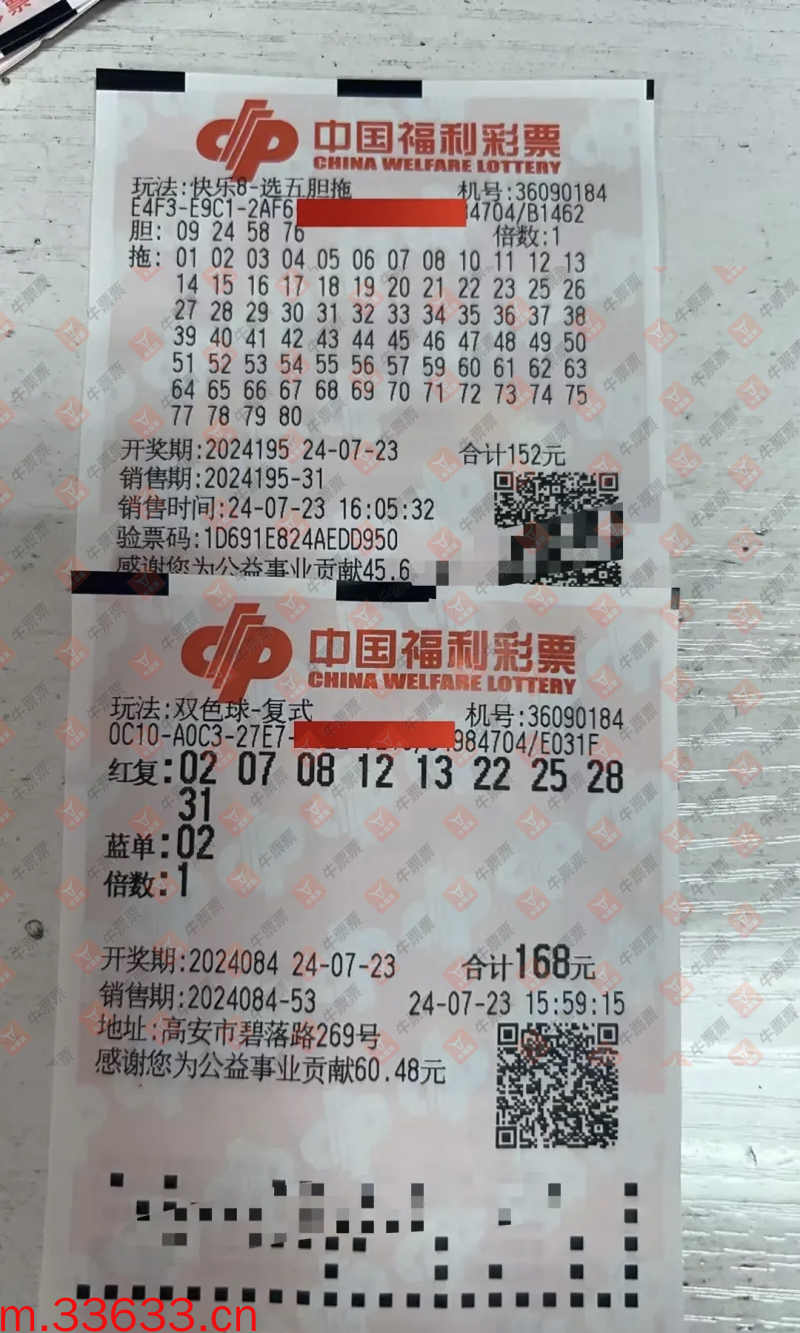 中国福利彩票
CHINA WELFARE LOTTERY
玩法:快乐8-选五胆拖 机号:36090184
E4F3-E9C1-2AF6 84704/B1462
胆: 09 24 58 76 倍数:1
拖: 01 02 03 04 05 06 07 08 10 11 12 13
14 15 16 17 18 19 20 21 22 23 25 26
27 28 29 30 31 32 33 34 35 36 37 38
39 40 41 42 43 44 45 46 47 48 49 50
51 52 53 54 55 56 57 59 60 61 62 63
64 65 66 67 68 69 70 71 72 73 74 75
77 78 79 80
开奖期:2024195 24-07-23 合计152元
销售期:2024195-31
销售时间:24-07-23 16:05:32
验票码:1D691E824AEDD950
感谢您为公益事业贡献45.6
中国福利彩票
CHINA WELFARE LOTTERY
玩法:双色球-复式 机号:36090184
0C10-A0C3-27E7- 984704/E031F
红复:02 07 08 12 13 22 25 28
31
蓝单:02
倍数:1
开奖期:2024084 24-07-23 合计168元
销售期:2024084-53 24-07-23 15:59:15
地址:高安市碧落路269号
感谢您为公益事业贡献60.48元
m.33633.cn
牛票票